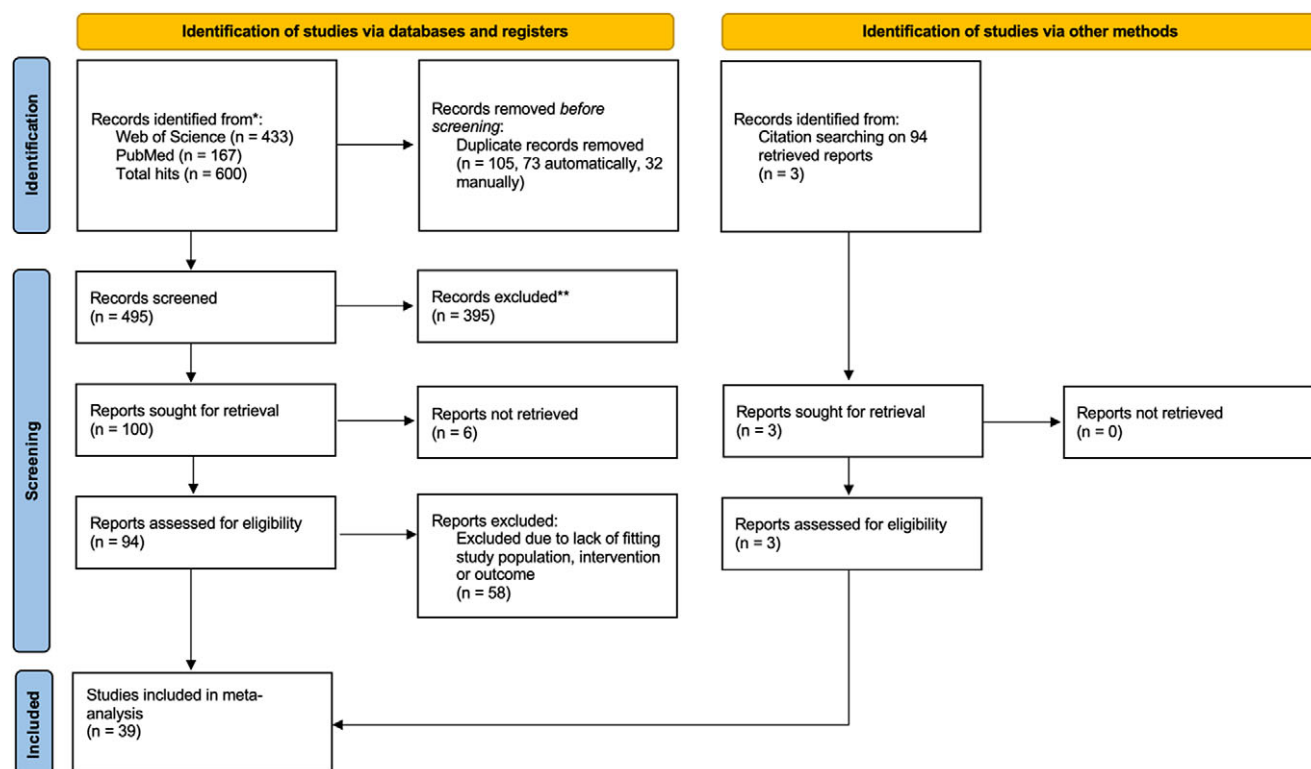 Identification of studies via databases and registers
Identification of studies via other methods
Identification
Records identified from*:
Web of Science (n = 433)
PubMed (n = 167)
Total hits (n = 600)
Records removed before
screening:
Duplicate records removed
(n = 105, 73 automatically, 32
manually)
Records identified from:
Citation searching on 94
retrieved reports
(n = 3)
Screening
Records screened
(n = 495)
Records excluded**
(n = 395)
Reports sought for retrieval
(n = 100)
Reports not retrieved
(n = 6)
Reports sought for retrieval
(n = 3)
Reports not retrieved
(n = 0)
Reports assessed for eligibility
(n = 94)
Reports excluded:
Excluded due to lack of fitting
study population, intervention
or outcome
(n = 58)
Reports assessed for eligibility
(n = 3)
Included
Studies included in meta-
analysis
(n = 39)